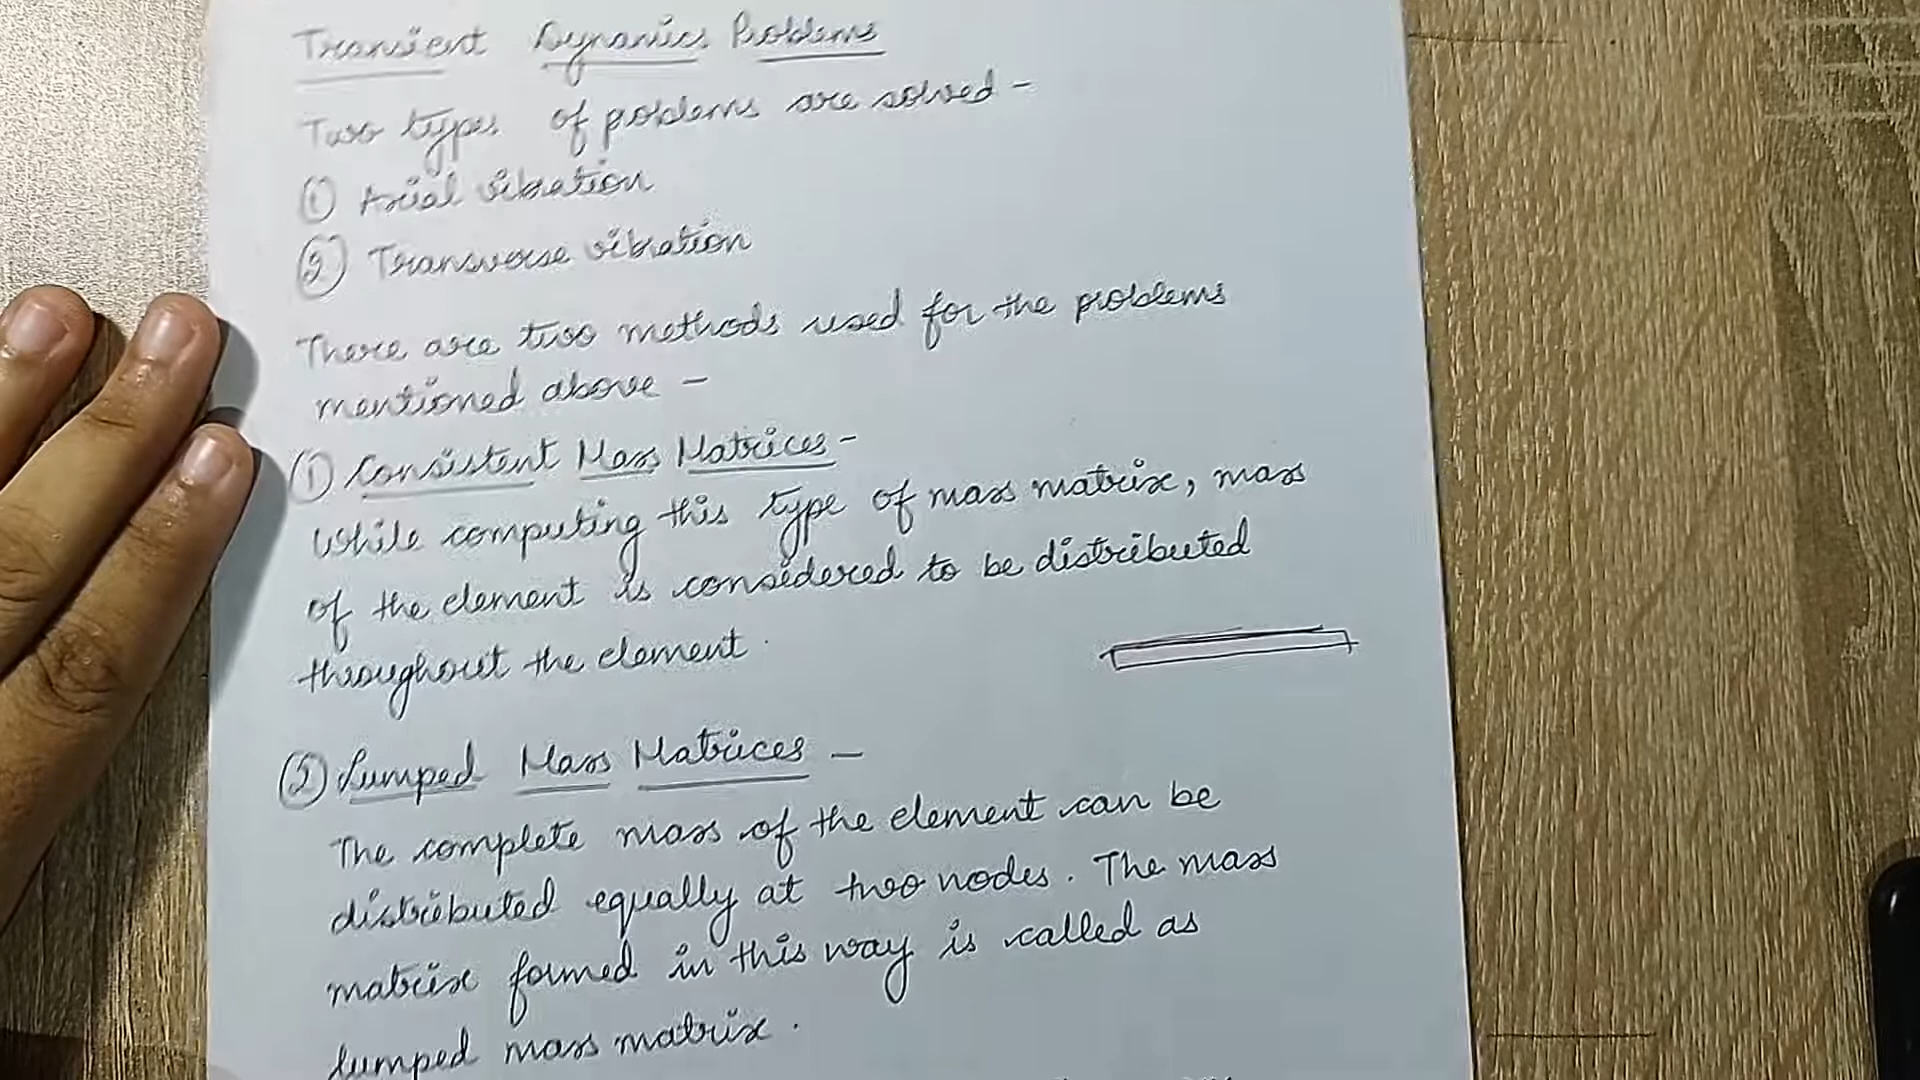 Transient Dynamics Problems
Two types of problems are solved -
① Axial vibration
② Transverse vibration
There are two methods used for the problems
mentioned above -
① Consistent Mass Matrices -
While computing this type of mass matrix, mass
of the element is considered to be distributed
throughout the element.
② Lumped Mass Matrices -
The complete mass of the element can be
distributed equally at two nodes. The mass
matrix formed in this way is called as
lumped mass matrix.